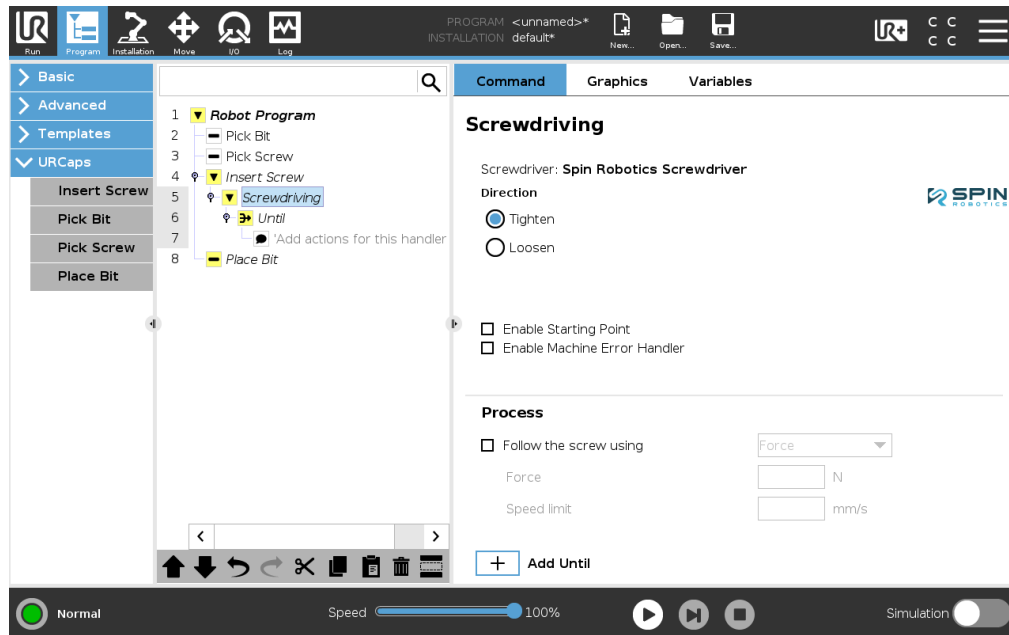 PROGRAM <unnamed>*
INSTALLATION default*
Run Program Installation Move I/O Log New... Open... Save...
UR+ C C
C C
Basic
Advanced
Templates
URCaps
Insert Screw
Pick Bit
Pick Screw
Place Bit
1 Robot Program
2 Pick Bit
3 Pick Screw
4 Insert Screw
5 Screwdriving
6 Until
7 'Add actions for this handler
8 Place Bit
Command Graphics Variables
Screwdriving
Screwdriver: Spin Robotics Screwdriver
Direction
SPIN
ROBOTICS
Tighten
Loosen
Enable Starting Point
Enable Machine Error Handler
Process
Follow the screw using Force
Force N
Speed limit mm/s
+ Add Until
Normal Speed 100% Simulation